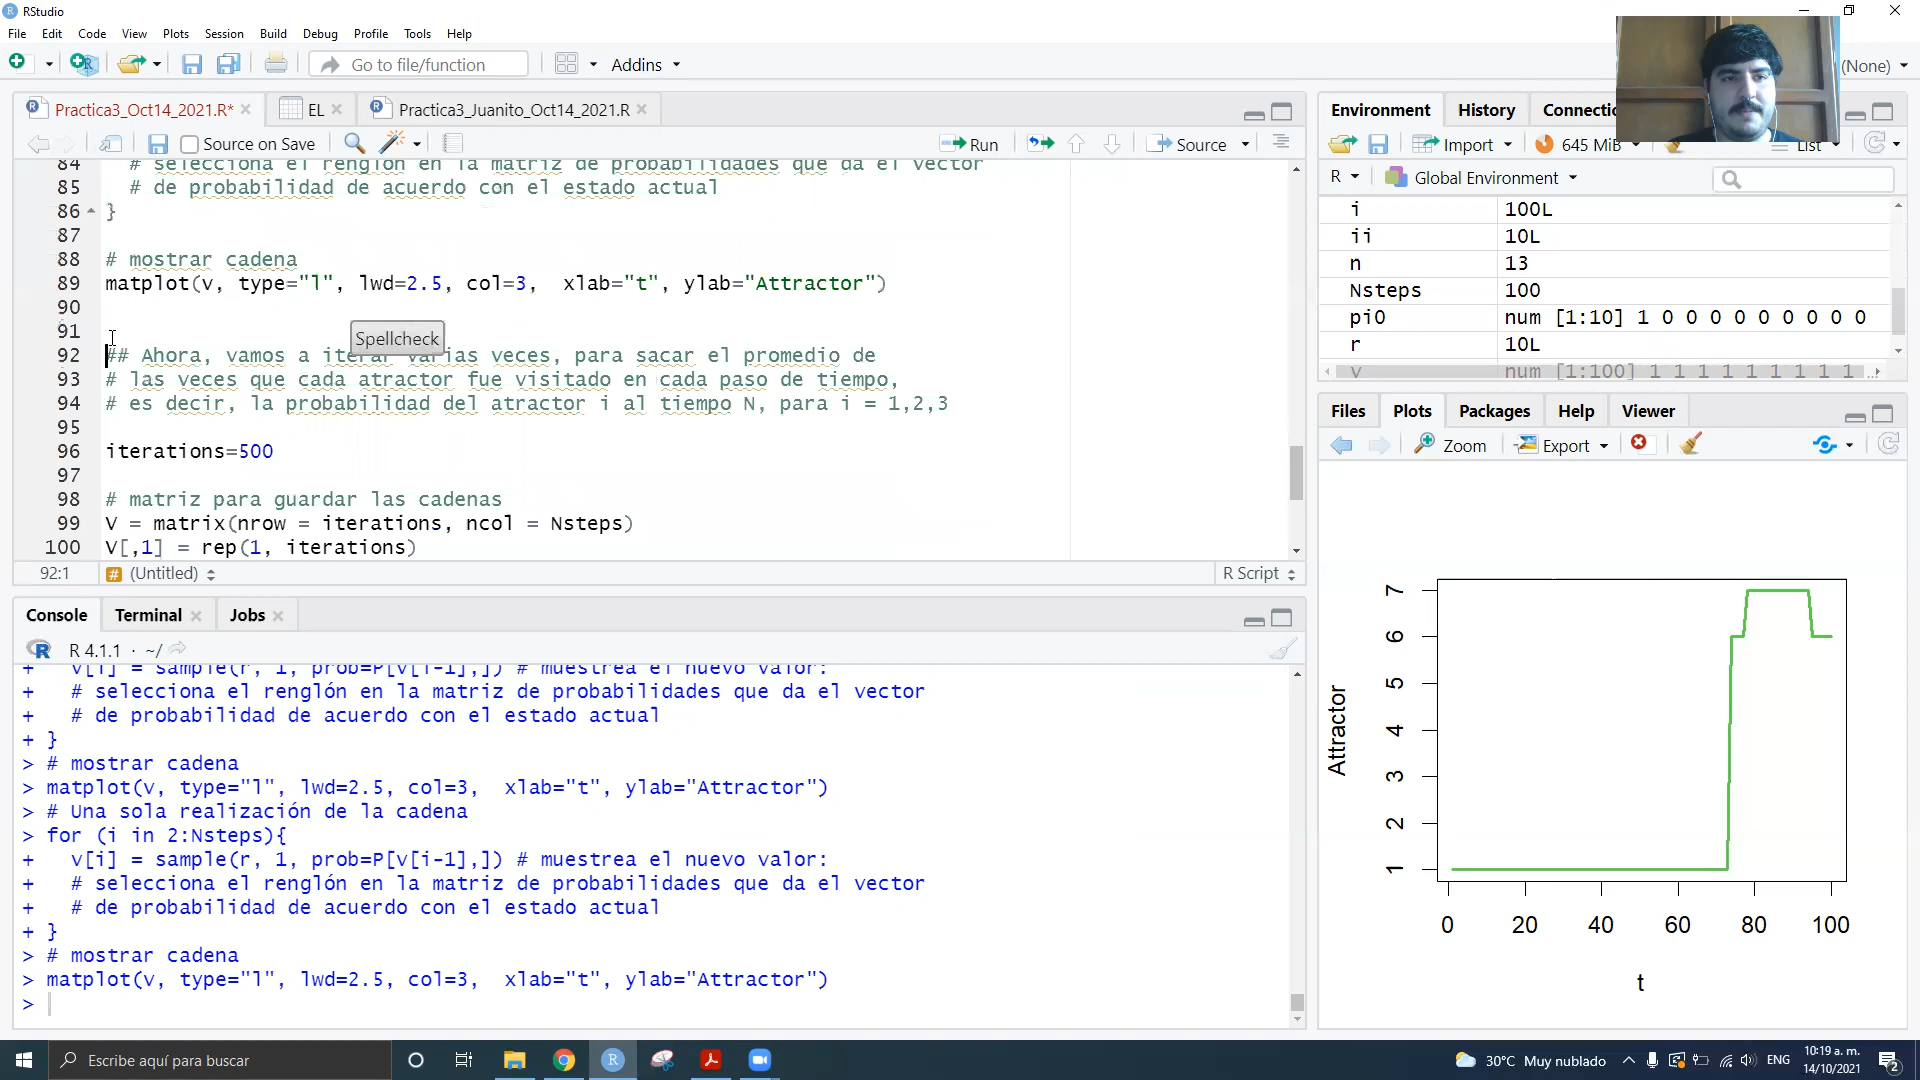 RStudio
File Edit Code View Plots Session Build Debug Profile Tools Help
Go to file/function Addins
(None)
Practica3_Oct14_2021.R* EL Practica3_Juanito_Oct14_2021.R
Source on Save Run Source
84 # selecciona el renglón en la matriz de probabilidades que da el vector
85 # de probabilidad de acuerdo con el estado actual
86 }
87
88 # mostrar cadena
89 matplot(v, type="l", lwd=2.5, col=3, xlab="t", ylab="Attractor")
90
91
Spellcheck
92 ## Ahora, vamos a iterar varias veces, para sacar el promedio de
93 # las veces que cada atractor fue visitado en cada paso de tiempo,
94 # es decir, la probabilidad del atractor i al tiempo N, para i = 1,2,3
95
96 iterations=500
97
98 # matriz para guardar las cadenas
99 V = matrix(nrow = iterations, ncol = Nsteps)
100 V[,1] = rep(1, iterations)
92:1 # (Untitled) R Script
Console Terminal Jobs
R 4.1.1 · ~/
+ v[i] = sample(r, 1, prob=P[v[i-1],]) # muestrea el nuevo valor:
+ # selecciona el renglón en la matriz de probabilidades que da el vector
+ # de probabilidad de acuerdo con el estado actual
+ }
> # mostrar cadena
> matplot(v, type="l", lwd=2.5, col=3, xlab="t", ylab="Attractor")
> # Una sola realización de la cadena
> for (i in 2:Nsteps){
+ v[i] = sample(r, 1, prob=P[v[i-1],]) # muestrea el nuevo valor:
+ # selecciona el renglón en la matriz de probabilidades que da el vector
+ # de probabilidad de acuerdo con el estado actual
+ }
> # mostrar cadena
> matplot(v, type="l", lwd=2.5, col=3, xlab="t", ylab="Attractor")
>
Environment History
Import 645 MiB List
R Global Environment
i 100L
ii 10L
n 13
Nsteps 100
pi0 num [1:10] 1 0 0 0 0 0 0 0 0 0
r 10L
v num [1:100] 1 1 1 1 1 1 1 1 1
Files Plots Packages Help Viewer
Zoom Export
Attractor
7
6
5
4
3
2
1
0 20 40 60 80 100
t
Escribe aquí para buscar
30°C Muy nublado ENG
10:19 a. m.
14/10/2021
2